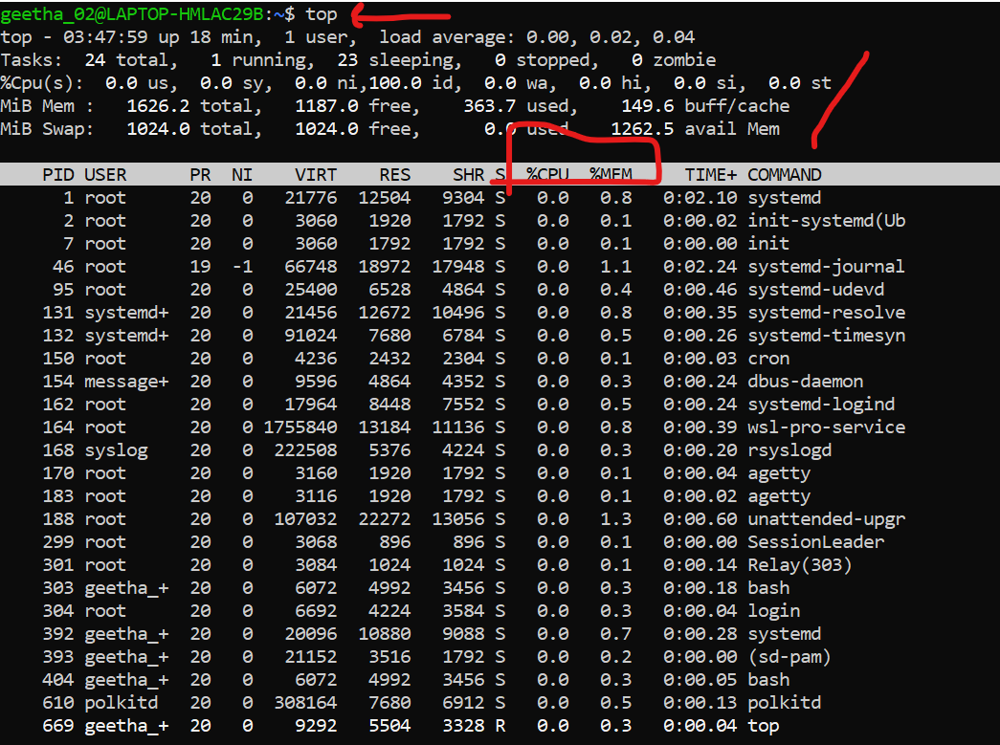 geetha_02@LAPTOP-HMLAC29B:~$ top
top - 03:47:59 up 18 min,  1 user,  load average: 0.00, 0.02, 0.04
Tasks:  24 total,   1 running,  23 sleeping,   0 stopped,   0 zombie
%Cpu(s):  0.0 us,  0.0 sy,  0.0 ni,100.0 id,  0.0 wa,  0.0 hi,  0.0 si,  0.0 st
MiB Mem :   1626.2 total,   1187.0 free,    363.7 used,    149.6 buff/cache
MiB Swap:   1024.0 total,   1024.0 free,      0.0 used   1262.5 avail Mem
PID USER      PR  NI    VIRT    RES    SHR S  %CPU  %MEM     TIME+ COMMAND
1 root      20   0   21776  12504   9304 S   0.0   0.8   0:02.10 systemd
2 root      20   0    3060   1920   1792 S   0.0   0.1   0:00.02 init-systemd(Ub
7 root      20   0    3060   1792   1792 S   0.0   0.1   0:00.00 init
46 root      19  -1   66748  18972  17948 S   0.0   1.1   0:02.24 systemd-journal
95 root      20   0   25400   6528   4864 S   0.0   0.4   0:00.46 systemd-udevd
131 systemd+  20   0   21456  12672  10496 S   0.0   0.8   0:00.35 systemd-resolve
132 systemd+  20   0   91024   7680   6784 S   0.0   0.5   0:00.26 systemd-timesyn
150 root      20   0    4236   2432   2304 S   0.0   0.1   0:00.03 cron
154 message+  20   0    9596   4864   4352 S   0.0   0.3   0:00.24 dbus-daemon
162 root      20   0   17964   8448   7552 S   0.0   0.5   0:00.24 systemd-logind
164 root      20   0 1755840  13184  11136 S   0.0   0.8   0:00.39 wsl-pro-service
168 syslog    20   0  222508   5376   4224 S   0.0   0.3   0:00.20 rsyslogd
170 root      20   0    3160   1920   1792 S   0.0   0.1   0:00.04 agetty
183 root      20   0    3116   1920   1792 S   0.0   0.1   0:00.02 agetty
188 root      20   0  107032  22272  13056 S   0.0   1.3   0:00.60 unattended-upgr
299 root      20   0    3068    896    896 S   0.0   0.1   0:00.00 SessionLeader
301 root      20   0    3084   1024   1024 S   0.0   0.1   0:00.14 Relay(303)
303 geetha_+  20   0    6072   4992   3456 S   0.0   0.3   0:00.18 bash
304 root      20   0    6692   4224   3584 S   0.0   0.3   0:00.04 login
392 geetha_+  20   0   20096  10880   9088 S   0.0   0.7   0:00.28 systemd
393 geetha_+  20   0   21152   3516   1792 S   0.0   0.2   0:00.00 (sd-pam)
404 geetha_+  20   0    6072   4992   3456 S   0.0   0.3   0:00.05 bash
610 polkitd   20   0  308164   7680   6912 S   0.0   0.5   0:00.13 polkitd
669 geetha_+  20   0    9292   5504   3328 R   0.0   0.3   0:00.04 top